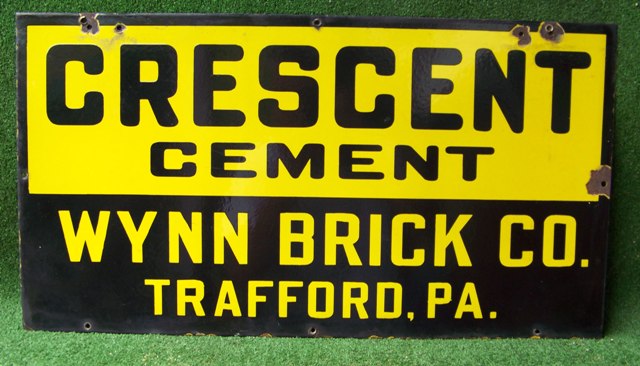 CRESCENT
CEMENT
WYNN BRICK CO.
TRAFFORD, PA.